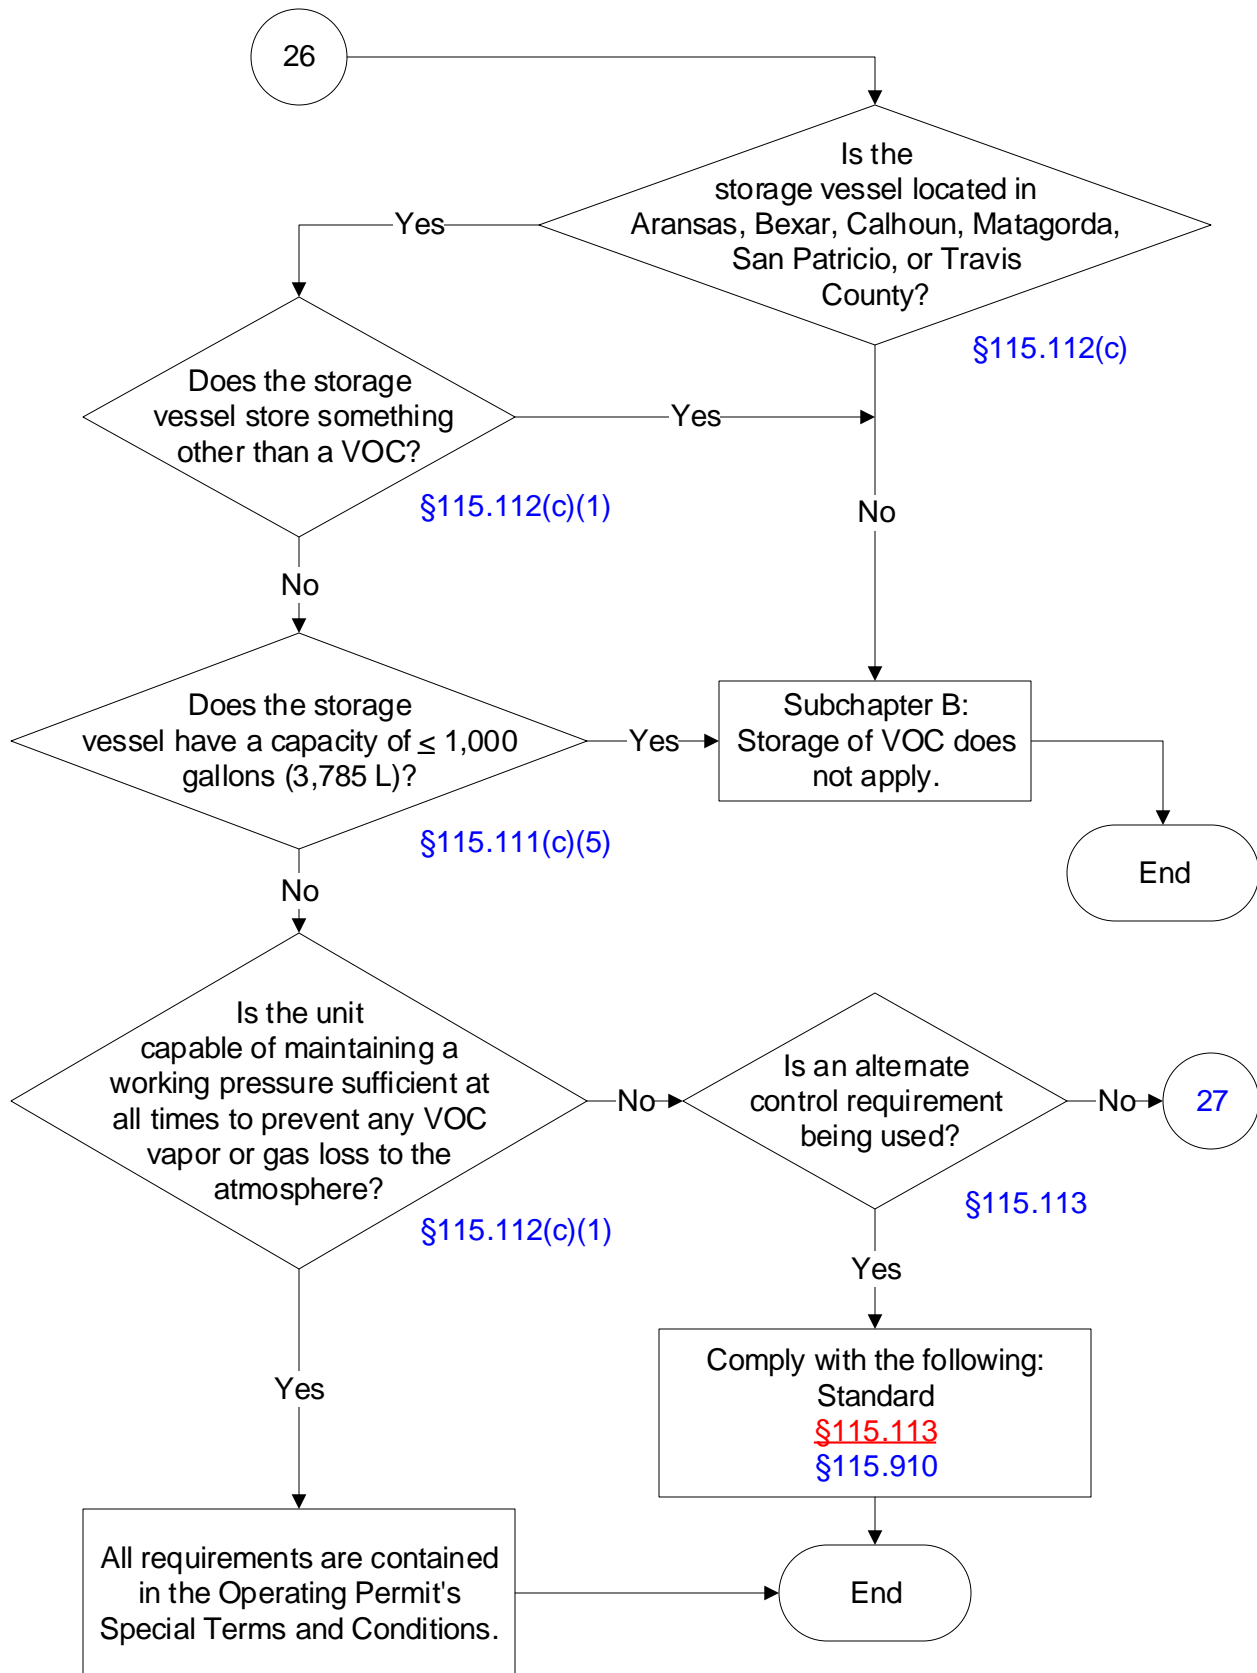 26
Is the
storage vessel located in
Aransas, Bexar, Calhoun, Matagorda,
San Patricio, or Travis
County?
§115.112(c)
Yes
Does the storage
vessel store something
other than a VOC?
§115.112(c)(1)
Yes
No
No
Does the storage
vessel have a capacity of ≤ 1,000
gallons (3,785 L)?
§115.111(c)(5)
Yes
Subchapter B:
Storage of VOC does
not apply.
End
No
Is the unit
capable of maintaining a
working pressure sufficient at
all times to prevent any VOC
vapor or gas loss to the
atmosphere?
§115.112(c)(1)
No
Is an alternate
control requirement
being used?
§115.113
No
27
Yes
Comply with the following:
Standard
§115.113
§115.910
Yes
All requirements are contained
in the Operating Permit's
Special Terms and Conditions.
End